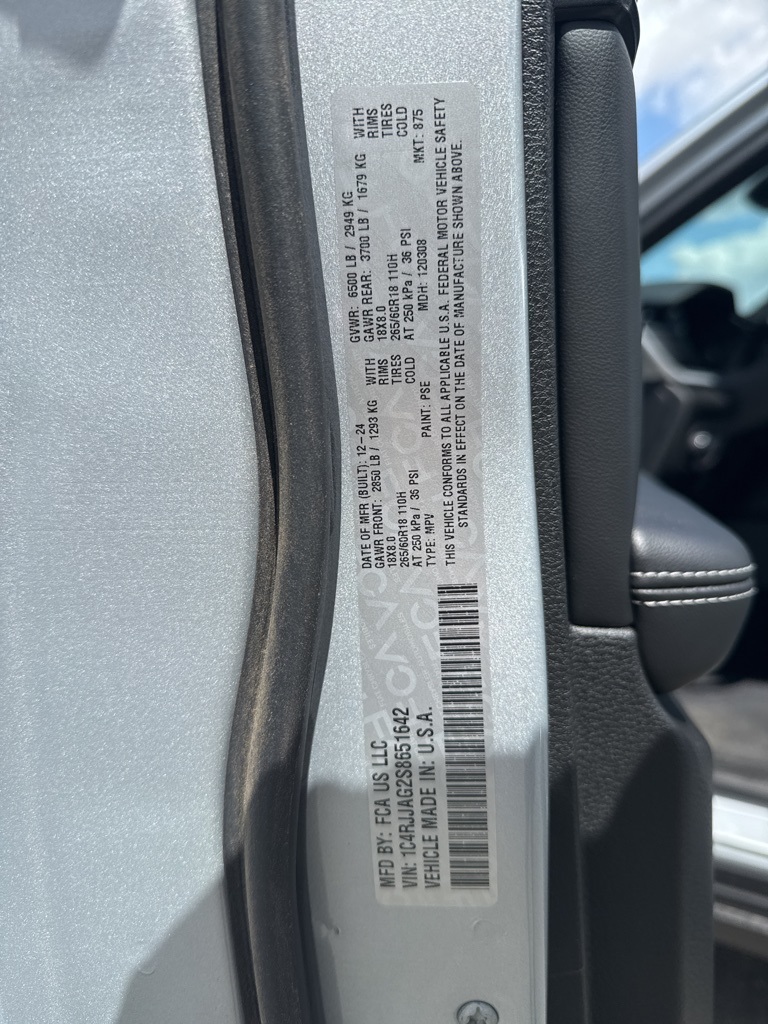 MFD BY: FCA US LLC
VIN: 1C4RJJAG2S8651642
VEHICLE MADE IN: U.S.A.
DATE OF MFR (BUILT): 12-24
GAWR FRONT: 2850 LB / 1293 KG WITH
18X8.0 RIMS
265/60R18 110H TIRES
AT 250 kPa / 36 PSI COLD
TYPE: MPV
GVWR: 6500 LB / 2949 KG
GAWR REAR: 3700 LB / 1679 KG WITH
18X8.0 RIMS
265/60R18 110H TIRES
AT 250 kPa / 36 PSI COLD
PAINT: PSE MDH: 120308 MKT: 875
THIS VEHICLE CONFORMS TO ALL APPLICABLE U.S.A. FEDERAL MOTOR VEHICLE SAFETY
STANDARDS IN EFFECT ON THE DATE OF MANUFACTURE SHOWN ABOVE.